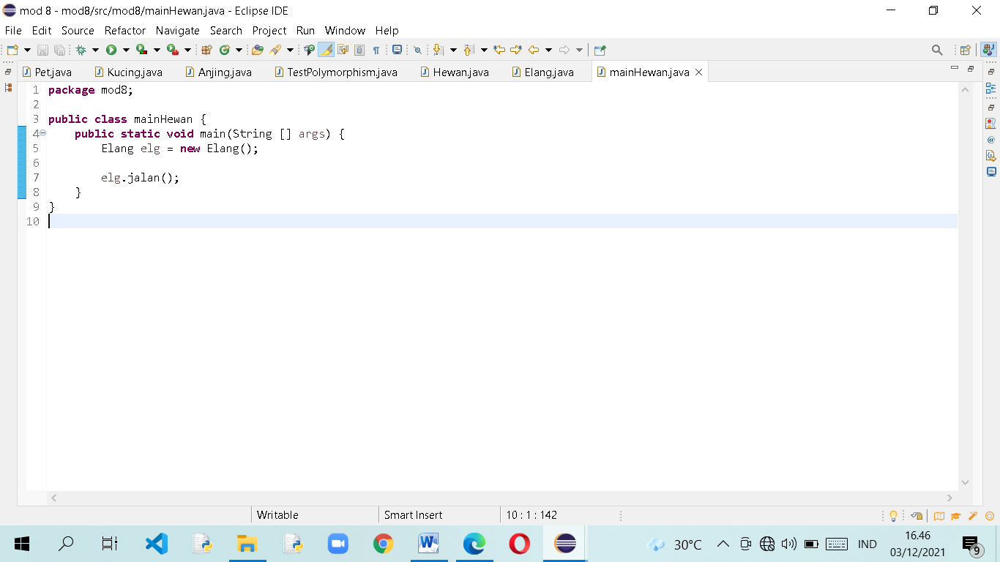 mod 8 - mod8/src/mod8/mainHewan.java - Eclipse IDE
File Edit Source Refactor Navigate Search Project Run Window Help
Pet.java Kucing.java Anjing.java TestPolymorphism.java Hewan.java Elang.java mainHewan.java
1 package mod8;
2
3 public class mainHewan {
4 public static void main(String [] args) {
5 Elang elg = new Elang();
6
7 elg.jalan();
8 }
9 }
10
Writable Smart Insert 10 : 1 : 142
30°C IND 16.46
03/12/2021 9